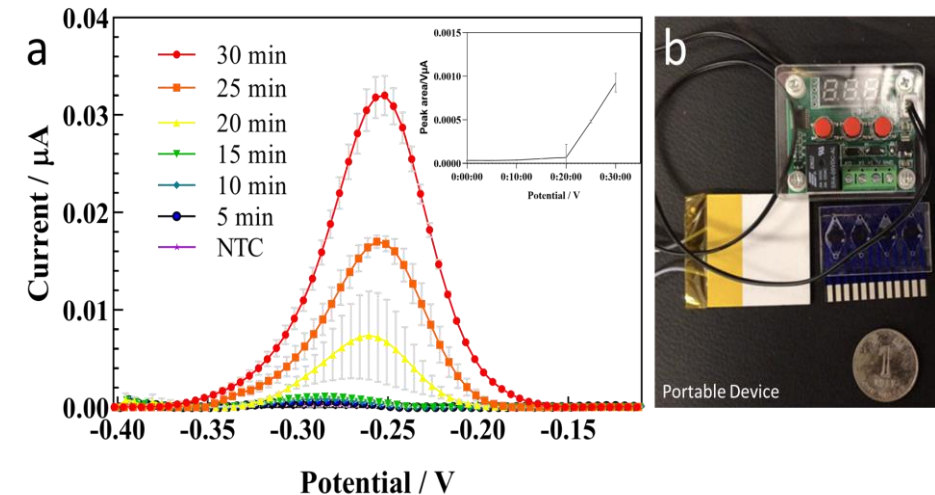 a
0.04
0.03
0.02
0.01
0.00
Current / μA
-0.40
-0.35
-0.30
-0.25
-0.20
-0.15
Potential / V
30 min
25 min
20 min
15 min
10 min
5 min
NTC
0.0015
0.0010
0.0005
0.0000
Peak area/VμA
0:00:00
0:10:00
0:20:00
0:30:00
Potential / V
b
1
Portable Device